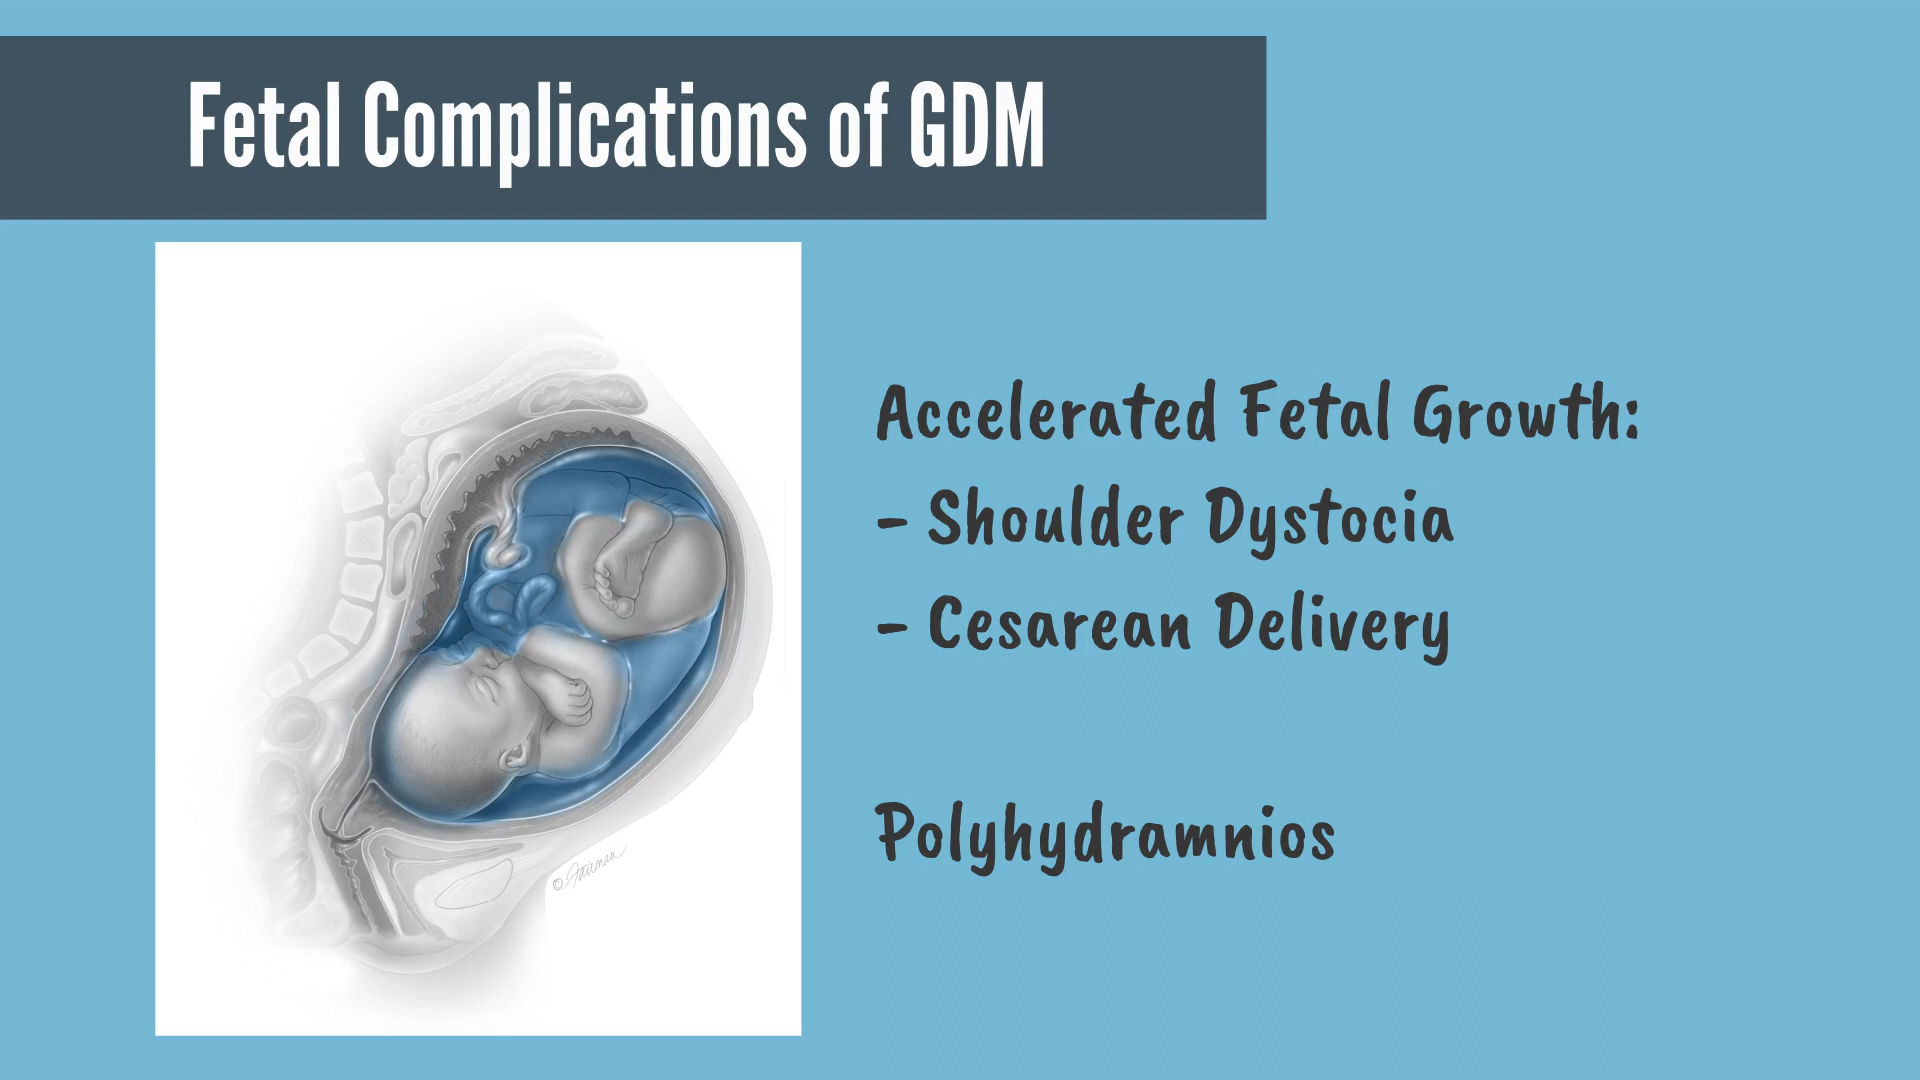 Fetal Complications of GDM
Accelerated Fetal Growth:
- Shoulder Dystocia
- Cesarean Delivery
Polyhydramnios